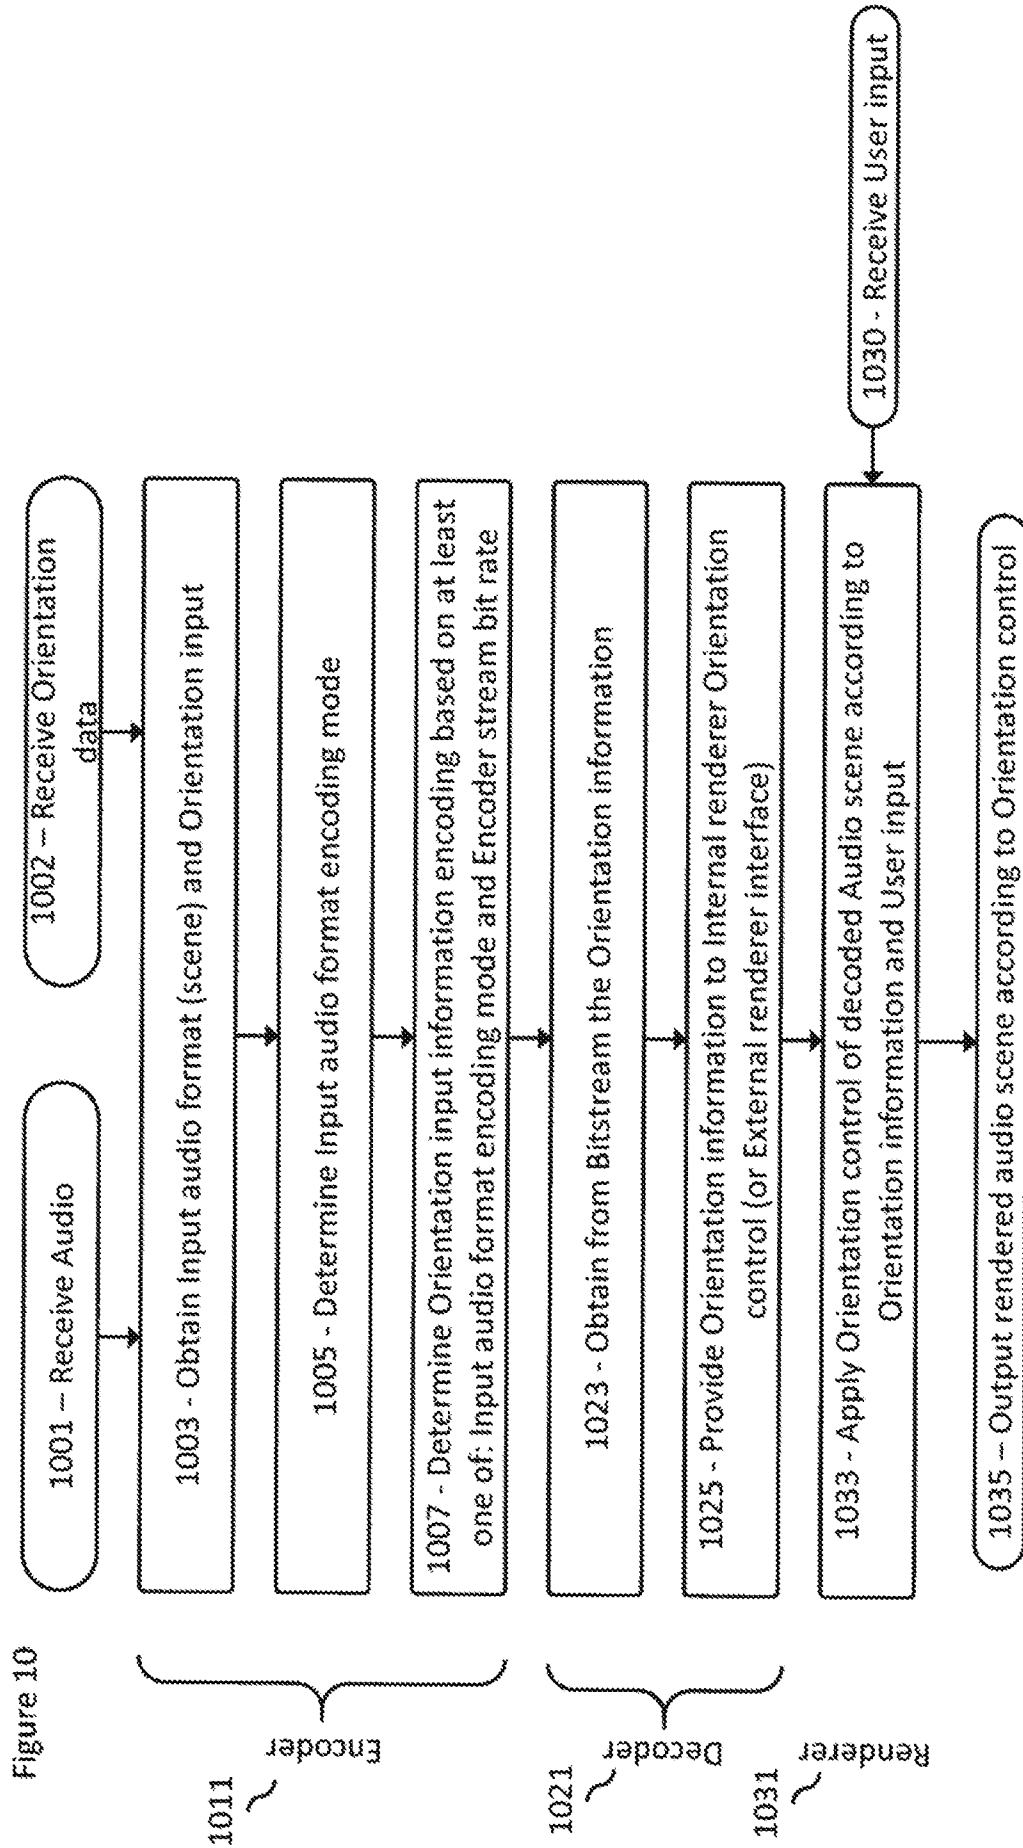 Figure 10
1001 – Receive Audio
1002 – Receive Orientation
data
1011
Encoder
1003 - Obtain Input audio format (scene) and Orientation input
1005 - Determine Input audio format encoding mode
1007 - Determine Orientation input information encoding based on at least
one of: Input audio format encoding mode and Encoder stream bit rate
1021
Decoder
1023 - Obtain from Bitstream the Orientation information
1025 - Provide Orientation information to Internal renderer Orientation
control (or External renderer interface)
1031
Renderer
1033 - Apply Orientation control of decoded Audio scene according to
Orientation information and User input
1030 - Receive User input
1035 – Output rendered audio scene according to Orientation control